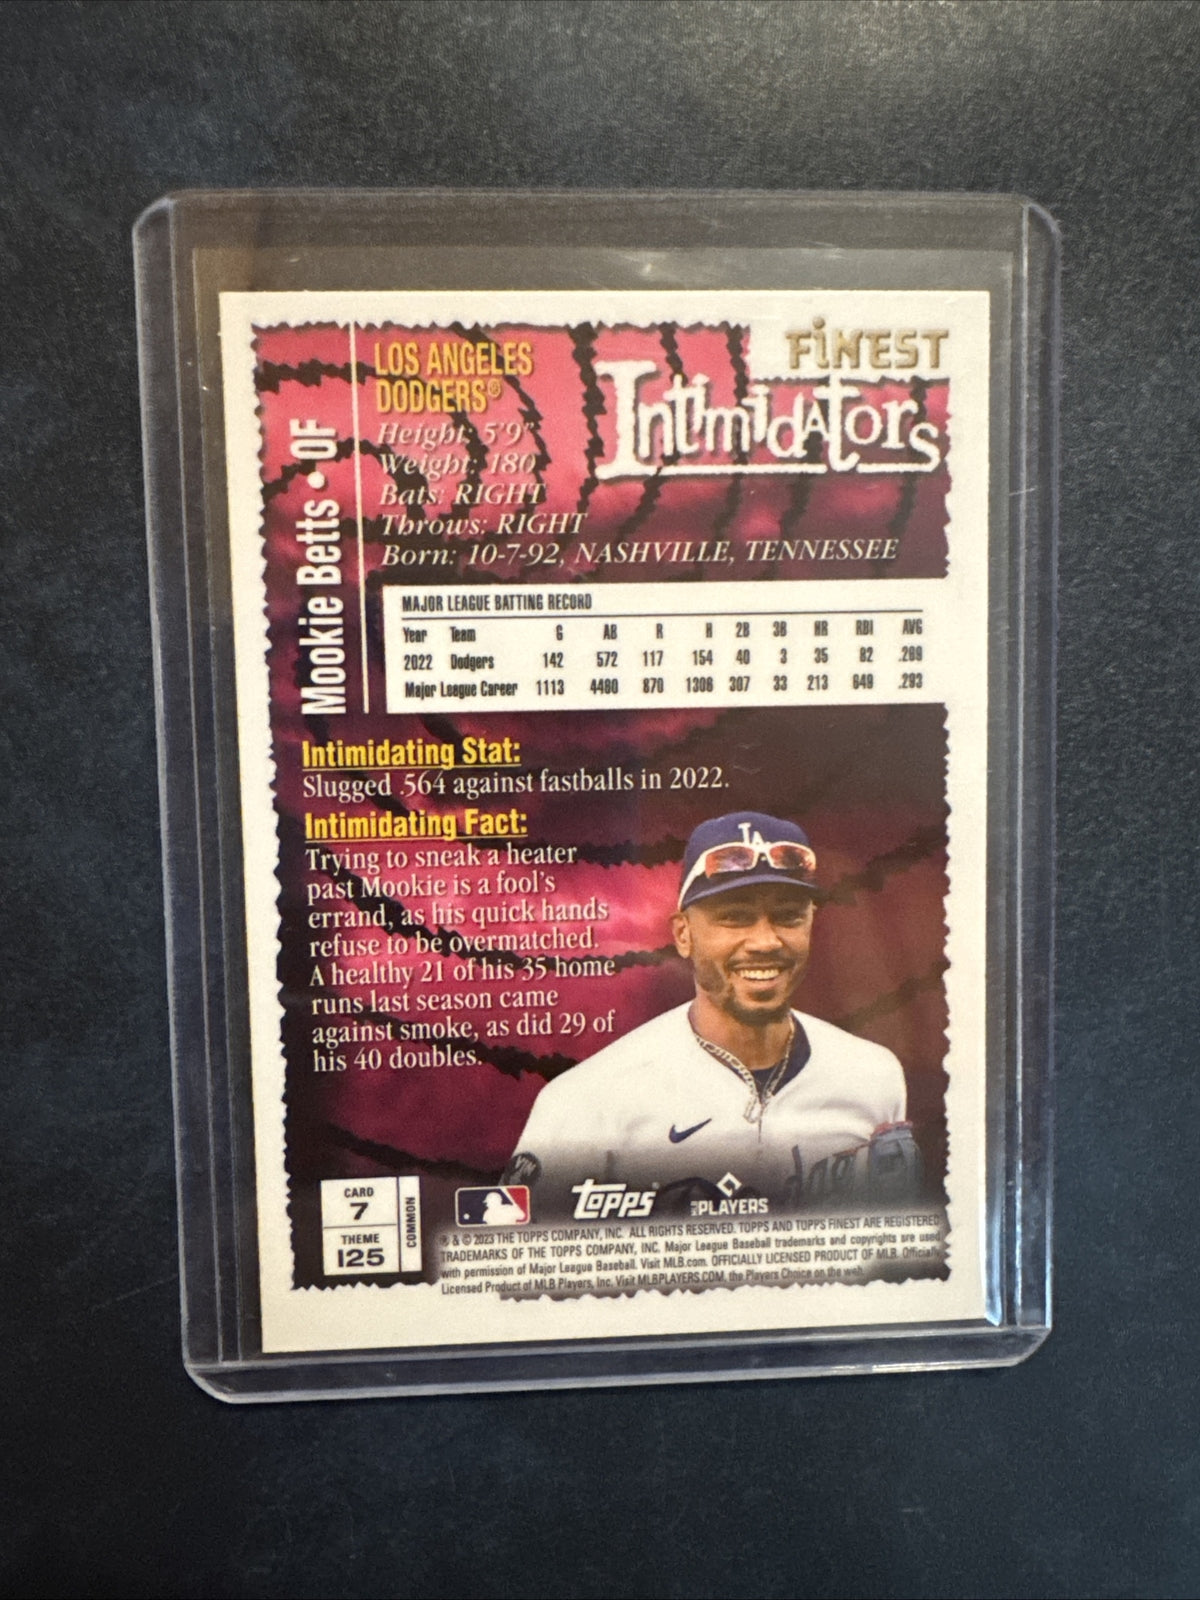 FiNEST
Intimidators
LOS ANGELES
DODGERS®
Height: 5'9"
Weight: 180
Bats: RIGHT
Throws: RIGHT
Born: 10-7-92, NASHVILLE, TENNESSEE
Mookie Betts • OF
MAJOR LEAGUE BATTING RECORD
Year Team G AB R H 2B 3B HR RBI AVG
2022 Dodgers 142 572 117 154 40 3 35 82 .269
Major League Career 1113 4460 870 1306 307 33 213 649 .293
Intimidating Stat:
Slugged .564 against fastballs in 2022.
Intimidating Fact:
Trying to sneak a heater
past Mookie is a fool's
errand, as his quick hands
refuse to be overmatched.
A healthy 21 of his 35 home
runs last season came
against smoke, as did 29 of
his 40 doubles.
LA
CARD
7
THEME
125
COMMON
topps®
PLAYERS
® & © 2023 THE TOPPS COMPANY, INC. ALL RIGHTS RESERVED. TOPPS AND TOPPS FINEST ARE REGISTERED
TRADEMARKS OF THE TOPPS COMPANY, INC. Major League Baseball trademarks and copyrights are used
with permission of Major League Baseball. Visit MLB.com. OFFICIALLY LICENSED PRODUCT OF MLB. Officially
Licensed Product of MLB Players, Inc. Visit MLBPLAYERS.COM, the Players Choice on the web.